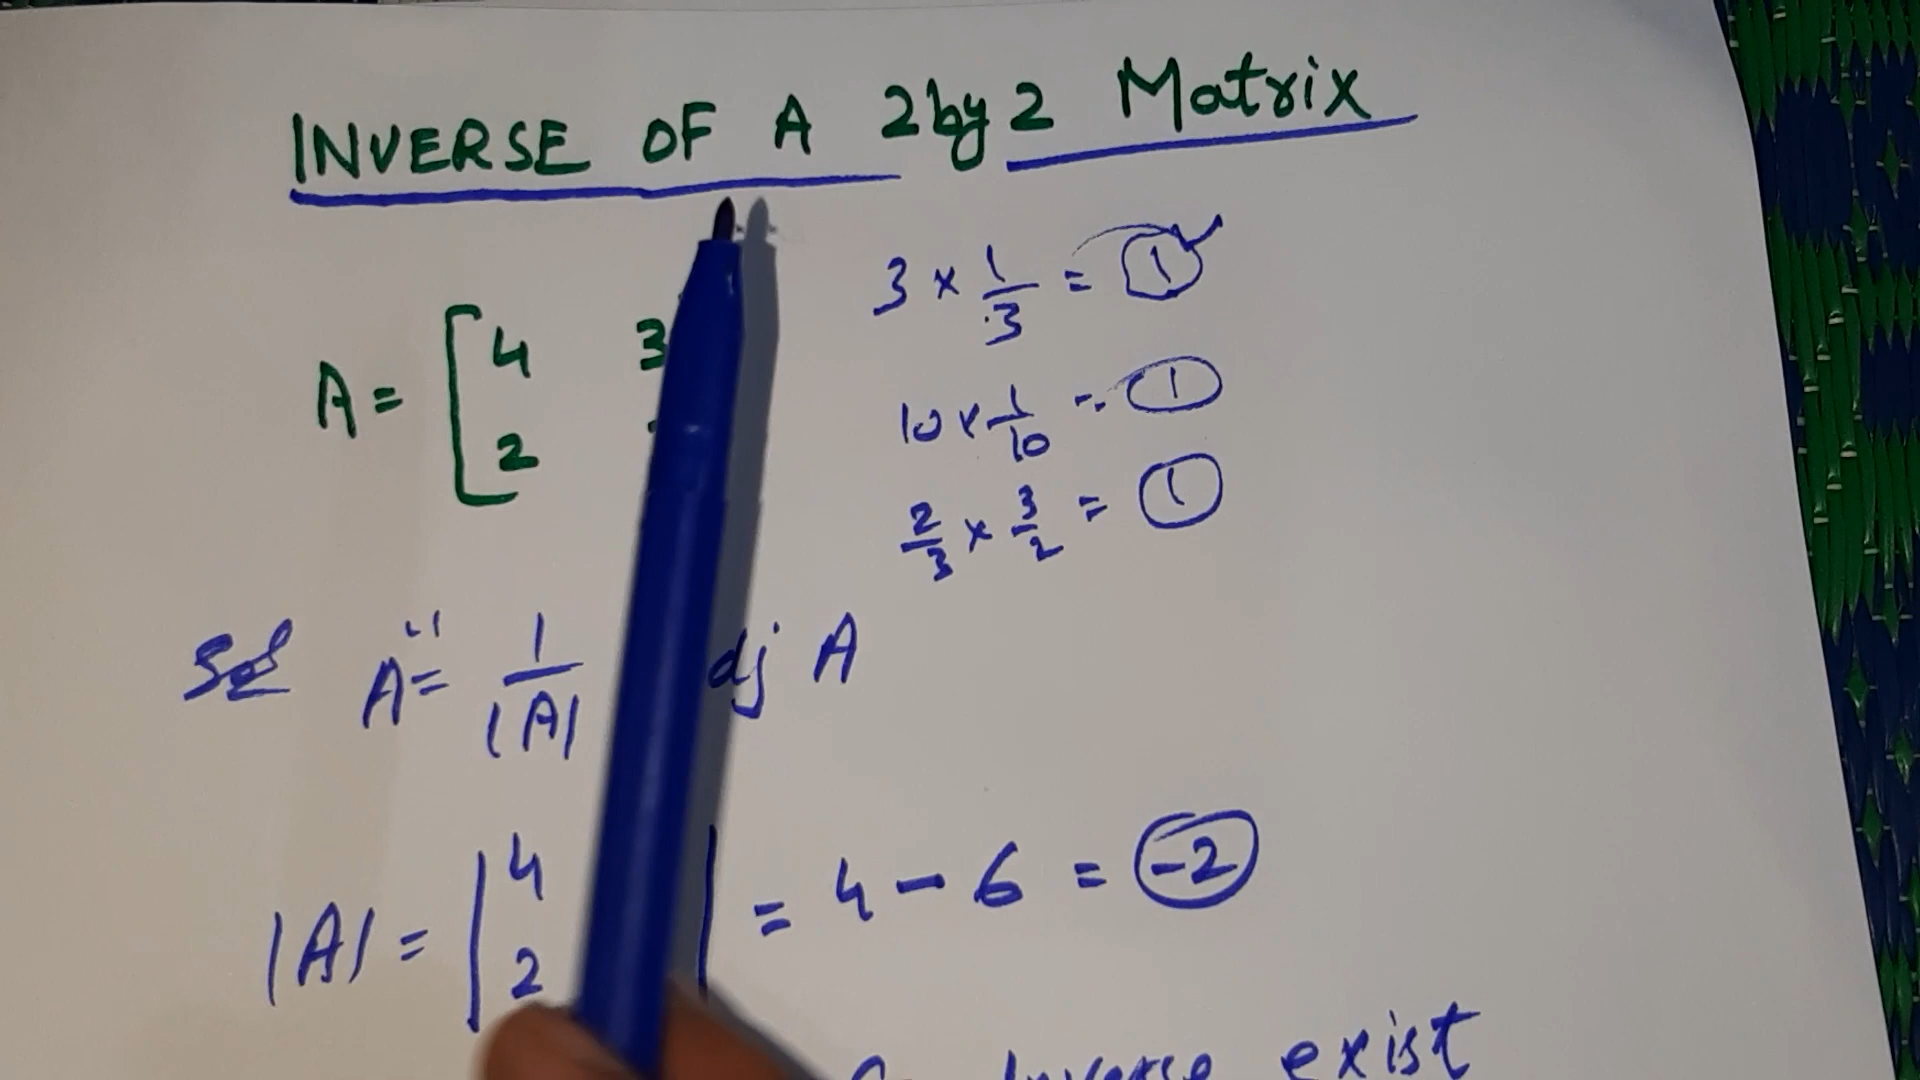 INVERSE OF A 2by2 Matrix
3 × 1/3 = 1
A = [4 3
2
10 × 1/10 = 1
2/3 × 3/2 = 1
Sol A⁻¹ = 1/|A| dj A
|A| = |4
2 | = 4 - 6 = -2
Inverse exist